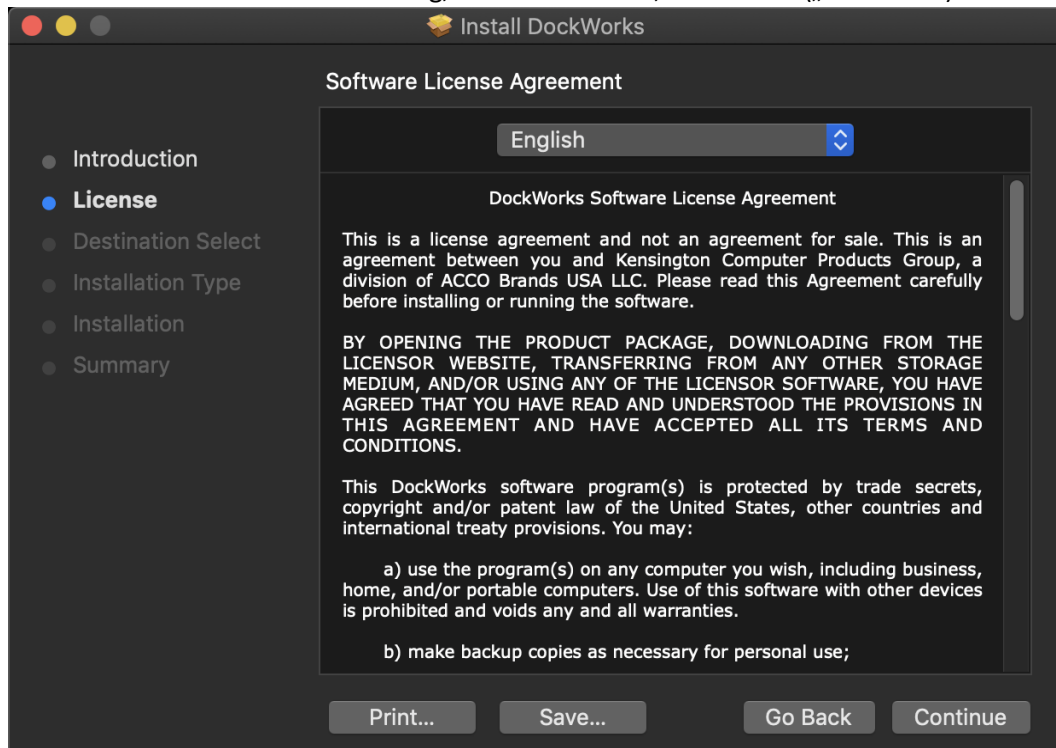 Install DockWorks
Software License Agreement
English
Introduction
License
Destination Select
Installation Type
Installation
Summary
DockWorks Software License Agreement
This is a license agreement and not an agreement for sale. This is an
agreement between you and Kensington Computer Products Group, a
division of ACCO Brands USA LLC. Please read this Agreement carefully
before installing or running the software.
BY OPENING THE PRODUCT PACKAGE, DOWNLOADING FROM THE
LICENSOR WEBSITE, TRANSFERRING FROM ANY OTHER STORAGE
MEDIUM, AND/OR USING ANY OF THE LICENSOR SOFTWARE, YOU HAVE
AGREED THAT YOU HAVE READ AND UNDERSTOOD THE PROVISIONS IN
THIS AGREEMENT AND HAVE ACCEPTED ALL ITS TERMS AND
CONDITIONS.
This DockWorks software program(s) is protected by trade secrets,
copyright and/or patent law of the United States, other countries and
international treaty provisions. You may:
a) use the program(s) on any computer you wish, including business,
home, and/or portable computers. Use of this software with other devices
is prohibited and voids any and all warranties.
b) make backup copies as necessary for personal use;
Print...
Save...
Go Back
Continue